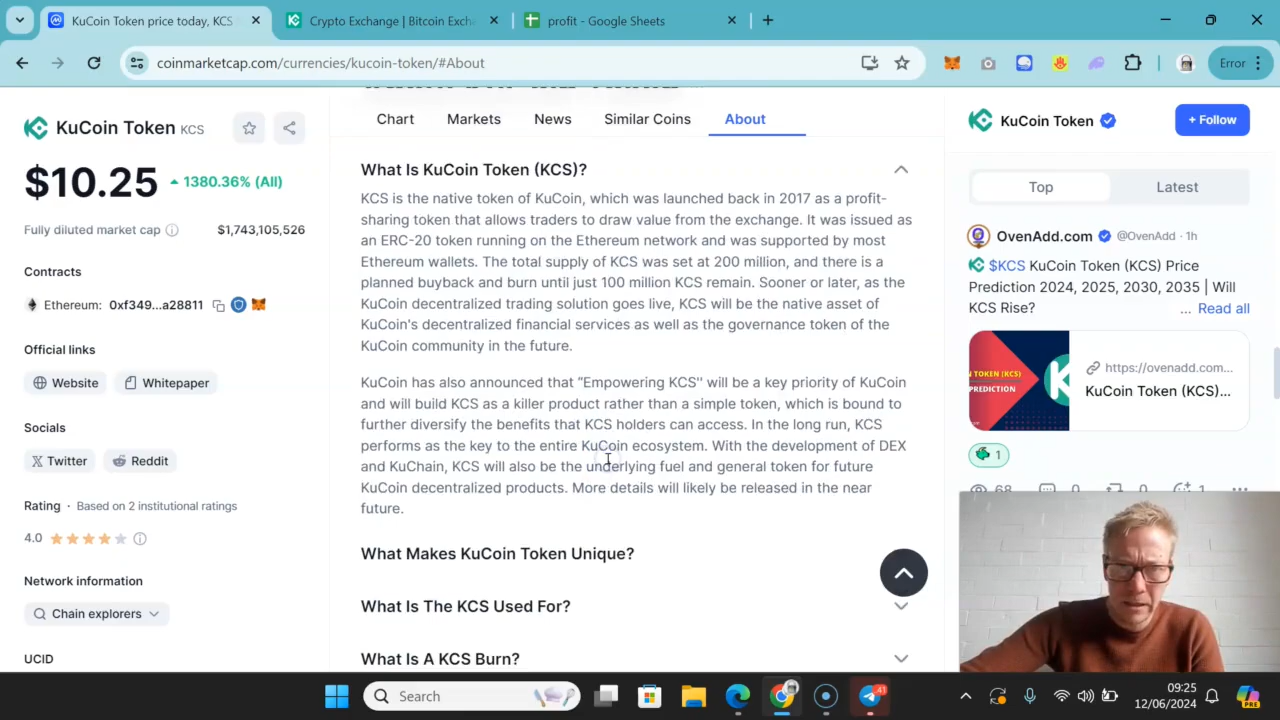 KuCoin Token price today, KCS
Crypto Exchange | Bitcoin Exch
profit - Google Sheets
coinmarketcap.com/currencies/kucoin-token/#About
Error
KuCoin Token KCS
$10.25 1380.36% (All)
Fully diluted market cap $1,743,105,526
Contracts
Ethereum: 0xf349...a28811
Official links
Website
Whitepaper
Socials
Twitter
Reddit
Rating · Based on 2 institutional ratings
4.0
Network information
Chain explorers
UCID
Chart
Markets
News
Similar Coins
About
What Is KuCoin Token (KCS)?
KCS is the native token of KuCoin, which was launched back in 2017 as a profit-
sharing token that allows traders to draw value from the exchange. It was issued as
an ERC-20 token running on the Ethereum network and was supported by most
Ethereum wallets. The total supply of KCS was set at 200 million, and there is a
planned buyback and burn until just 100 million KCS remain. Sooner or later, as the
KuCoin decentralized trading solution goes live, KCS will be the native asset of
KuCoin's decentralized financial services as well as the governance token of the
KuCoin community in the future.
KuCoin has also announced that “Empowering KCS'' will be a key priority of KuCoin
and will build KCS as a killer product rather than a simple token, which is bound to
further diversify the benefits that KCS holders can access. In the long run, KCS
performs as the key to the entire KuCoin ecosystem. With the development of DEX
and KuChain, KCS will also be the underlying fuel and general token for future
KuCoin decentralized products. More details will likely be released in the near
future.
What Makes KuCoin Token Unique?
What Is The KCS Used For?
What Is A KCS Burn?
KuCoin Token
+ Follow
Top
Latest
OvenAdd.com @OvenAdd · 1h
$KCS KuCoin Token (KCS) Price
Prediction 2024, 2025, 2030, 2035 | Will
KCS Rise?
... Read all
N TOKEN (KCS)
PREDICTION
https://ovenadd.com...
KuCoin Token (KCS)...
1
68
0
0
1
Search
41
09:25
12/06/2024
PRE